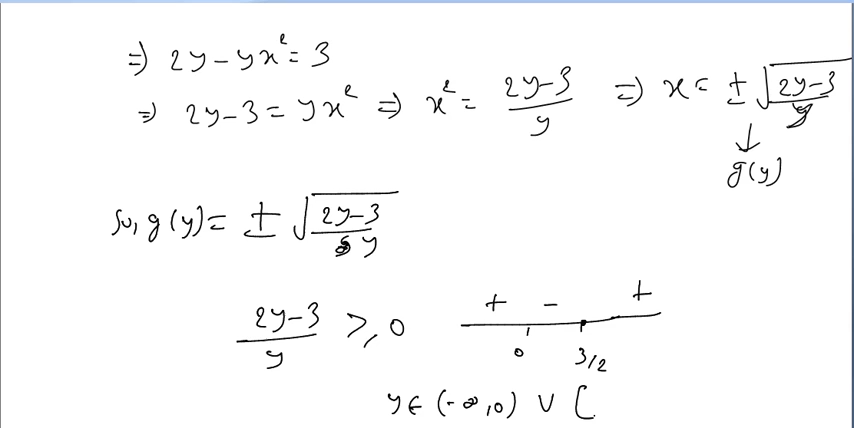 ⇒ 2y - yx² = 3
⇒ 2y-3 = yx² ⇒ x² = (2y-3)/y ⇒ x = ± √((2y-3)/y)
↓
g(y)
so, g(y) = ± √((2y-3)/y)
(2y-3)/y ≥ 0
+ - +
0 3/2
y ∈ (-∞,0) ∪ [